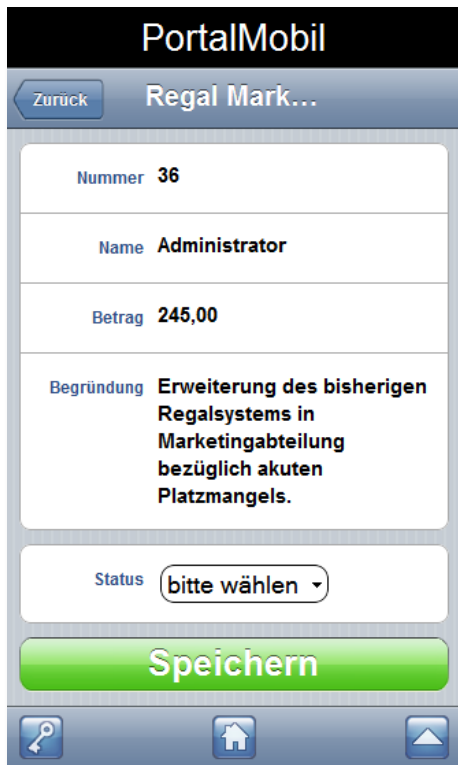 PortalMobil
Zurück
Regal Mark...
Nummer 36
Name Administrator
Betrag 245,00
Begründung Erweiterung des bisherigen
Regalsystems in
Marketingabteilung
bezüglich akuten
Platzmangels.
Status bitte wählen
Speichern